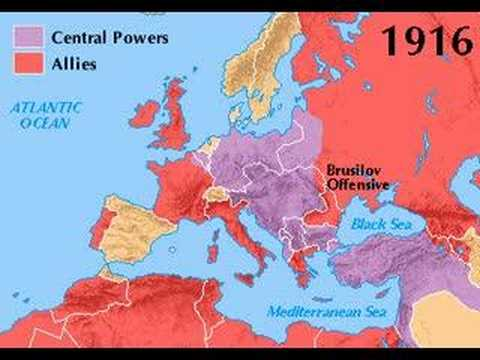 Central Powers
Allies
1916
ATLANTIC
OCEAN
Brusilov
Offensive
Black Sea
Mediterranean Sea